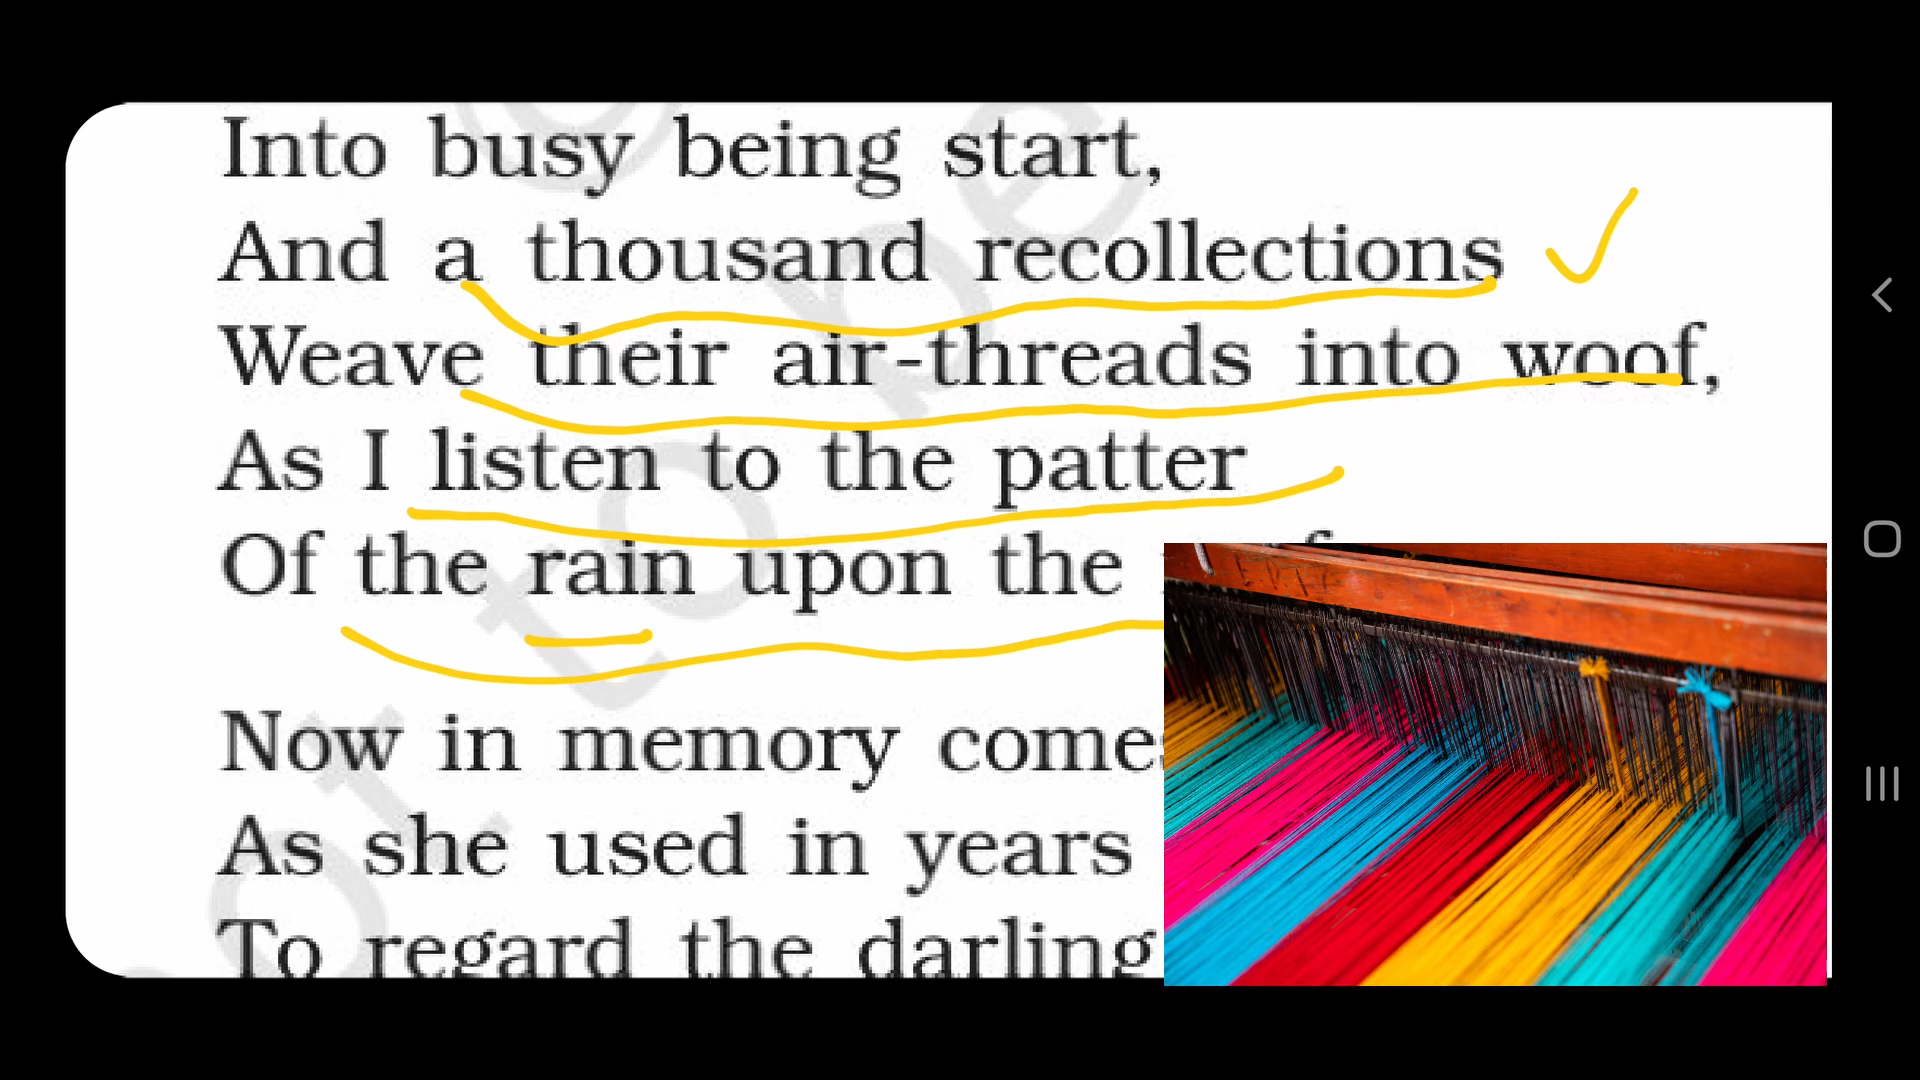 Into busy being start,
And a thousand recollections
Weave their air-threads into woof,
As I listen to the patter
Of the rain upon the
Now in memory comes
As she used in years
To regard the darling